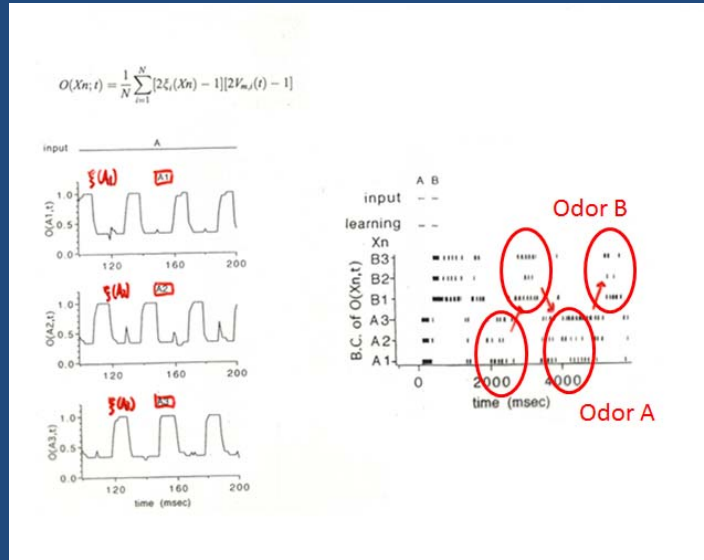 O(Xn; t) = 1/N ∑_{i=1}^{N} [2ξ_i(Xn) − 1][2V_{m,i}(t) − 1]
input A
ξ(A1) A1
O(A1,t)
1.0
0.5
0.0
120 160 200
ξ(A2) A2
O(A2,t)
1.0
0.5
0.0
120 160 200
ξ(A3) A3
O(A3,t)
1.0
0.5
0.0
120 160 200
time (msec)
A B
input
learning
Xn
Odor B
B.C. of O(Xn,t)
B3
B2
B1
A3
A2
A1
0 2000 4000
time (msec)
Odor A